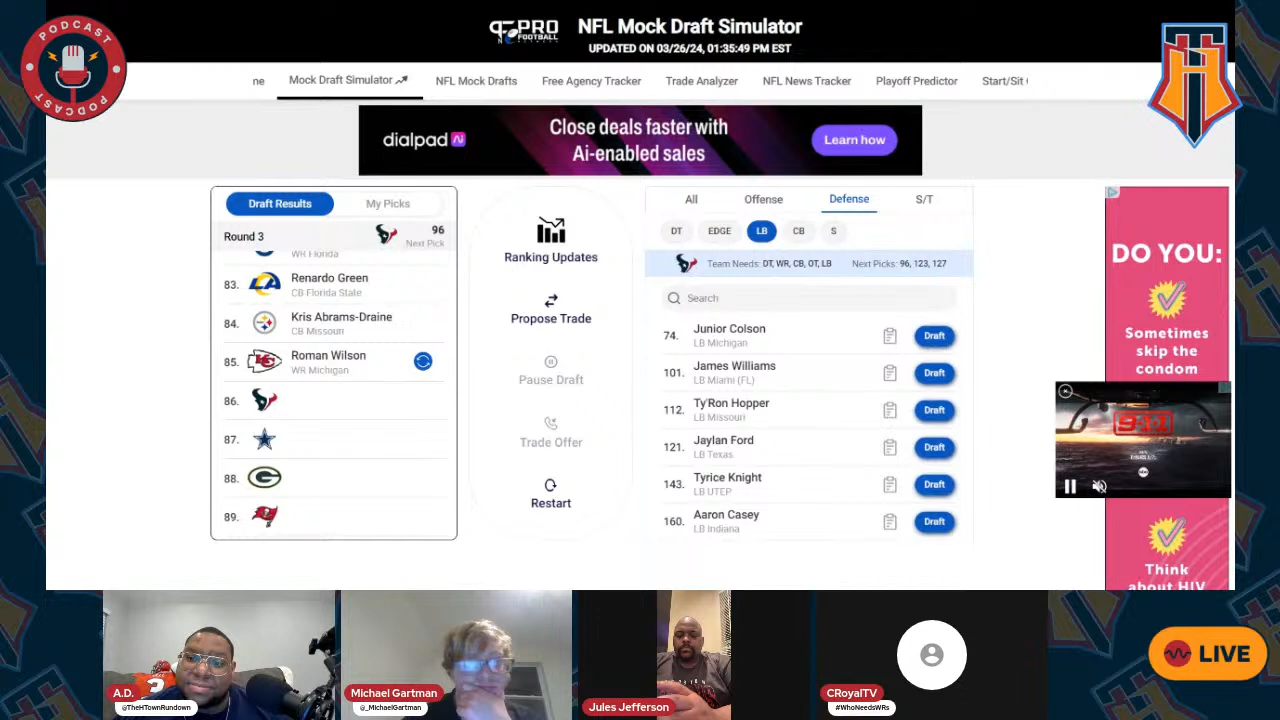 PODCAST
PODCAST
PRO
FOOTBALL
NFL Mock Draft Simulator
UPDATED ON 03/26/24, 01:35:49 PM EST
ne
Mock Draft Simulator
NFL Mock Drafts
Free Agency Tracker
Trade Analyzer
NFL News Tracker
Playoff Predictor
Start/Sit
dialpad
Close deals faster with
Ai-enabled sales
Learn how
Draft Results
My Picks
Round 3
96
Next Pick
WR Florida
83.
Renardo Green
CB Florida State
84.
Kris Abrams-Draine
CB Missouri
85.
Roman Wilson
WR Michigan
86.
87.
88.
G
89.
Ranking Updates
Propose Trade
Pause Draft
Trade Offer
Restart
All
Offense
Defense
S/T
DT
EDGE
LB
CB
S
Team Needs: DT, WR, CB, OT, LB
Next Picks: 96, 123, 127
Search
74.
Junior Colson
LB Michigan
Draft
101.
James Williams
LB Miami (FL)
Draft
112.
Ty'Ron Hopper
LB Missouri
Draft
121.
Jaylan Ford
LB Texas
Draft
143.
Tyrice Knight
LB UTEP
Draft
160.
Aaron Casey
LB Indiana
Draft
DO YOU:
Sometimes
skip the
condom
9-1-1
abc
Think
about HIV
A.D.
@TheHTownRundown
Michael Gartman
@_MichaelGartman
Jules Jefferson
CRoyalTV
#WhoNeedsWRs
LIVE